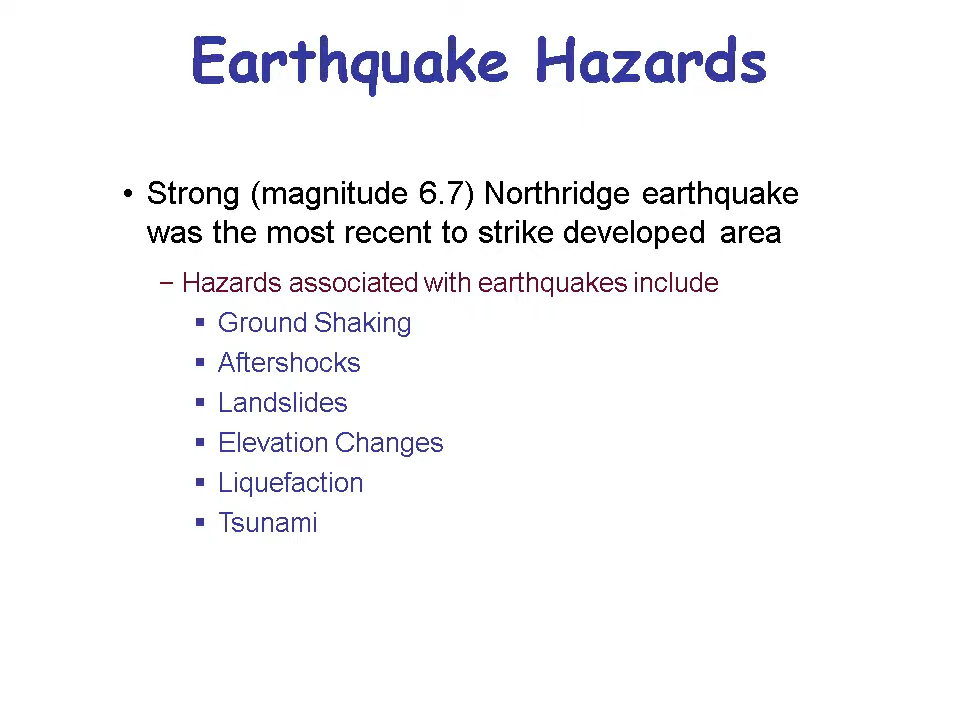 Earthquake Hazards
• Strong (magnitude 6.7) Northridge earthquake
was the most recent to strike developed area
– Hazards associated with earthquakes include
▪ Ground Shaking
▪ Aftershocks
▪ Landslides
▪ Elevation Changes
▪ Liquefaction
▪ Tsunami